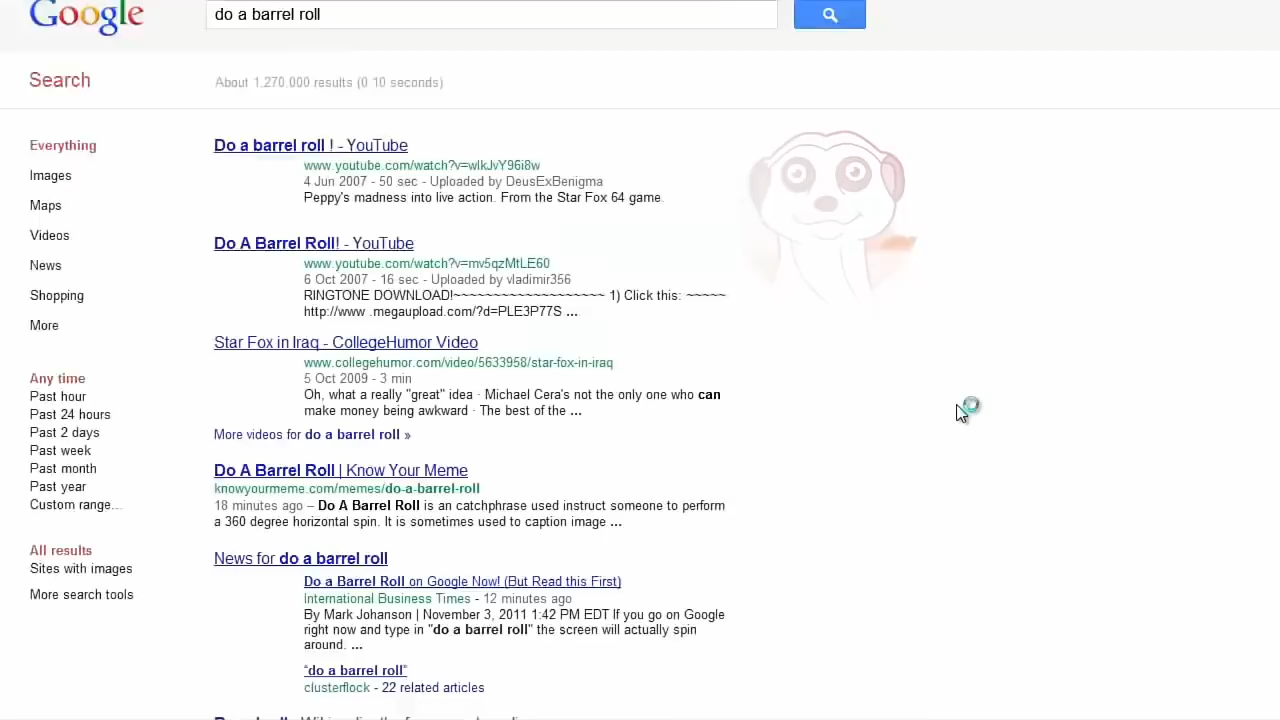 Google
do a barrel roll
Search
About 1,270,000 results (0 10 seconds)
Everything
Images
Maps
Videos
News
Shopping
More
Any time
Past hour
Past 24 hours
Past 2 days
Past week
Past month
Past year
Custom range...
All results
Sites with images
More search tools
Do a barrel roll ! - YouTube
www.youtube.com/watch?v=wlkJvY96i8w
4 Jun 2007 - 50 sec - Uploaded by DeusExBenigma
Peppy's madness into live action. From the Star Fox 64 game.
Do A Barrel Roll! - YouTube
www.youtube.com/watch?v=mv5qzMtLE60
6 Oct 2007 - 16 sec - Uploaded by vladimir356
RINGTONE DOWNLOAD!~~~~~~~~~~~~~~~~~~~ 1) Click this: ~~~~~
http://www .megaupload.com/?d=PLE3P77S ...
Star Fox in Iraq - CollegeHumor Video
www.collegehumor.com/video/5633958/star-fox-in-iraq
5 Oct 2009 - 3 min
Oh, what a really "great" idea · Michael Cera's not the only one who can
make money being awkward · The best of the ...
More videos for do a barrel roll »
Do A Barrel Roll | Know Your Meme
knowyourmeme.com/memes/do-a-barrel-roll
18 minutes ago – Do A Barrel Roll is an catchphrase used instruct someone to perform
a 360 degree horizontal spin. It is sometimes used to caption image ...
News for do a barrel roll
Do a Barrel Roll on Google Now! (But Read this First)
International Business Times - 12 minutes ago
By Mark Johanson | November 3, 2011 1:42 PM EDT If you go on Google
right now and type in "do a barrel roll" the screen will actually spin
around. ...
"do a barrel roll"
clusterflock - 22 related articles